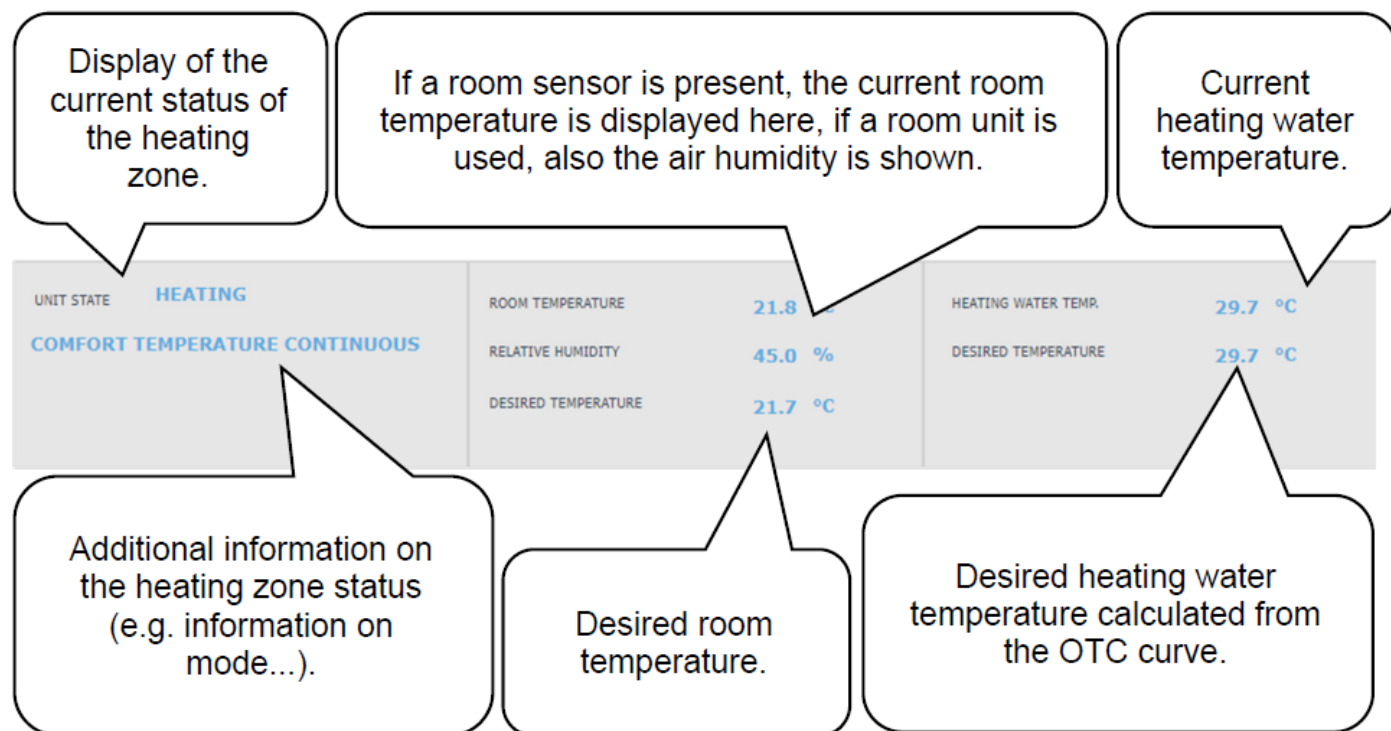 Display of the
current status of
the heating
zone.
If a room sensor is present, the current room
temperature is displayed here, if a room unit is
used, also the air humidity is shown.
Current
heating water
temperature.
UNIT STATE HEATING
COMFORT TEMPERATURE CONTINUOUS
ROOM TEMPERATURE 21.8
RELATIVE HUMIDITY 45.0 %
DESIRED TEMPERATURE 21.7 °C
HEATING WATER TEMP. 29.7 °C
DESIRED TEMPERATURE 29.7 °C
Additional information on
the heating zone status
(e.g. information on
mode...).
Desired room
temperature.
Desired heating water
temperature calculated from
the OTC curve.